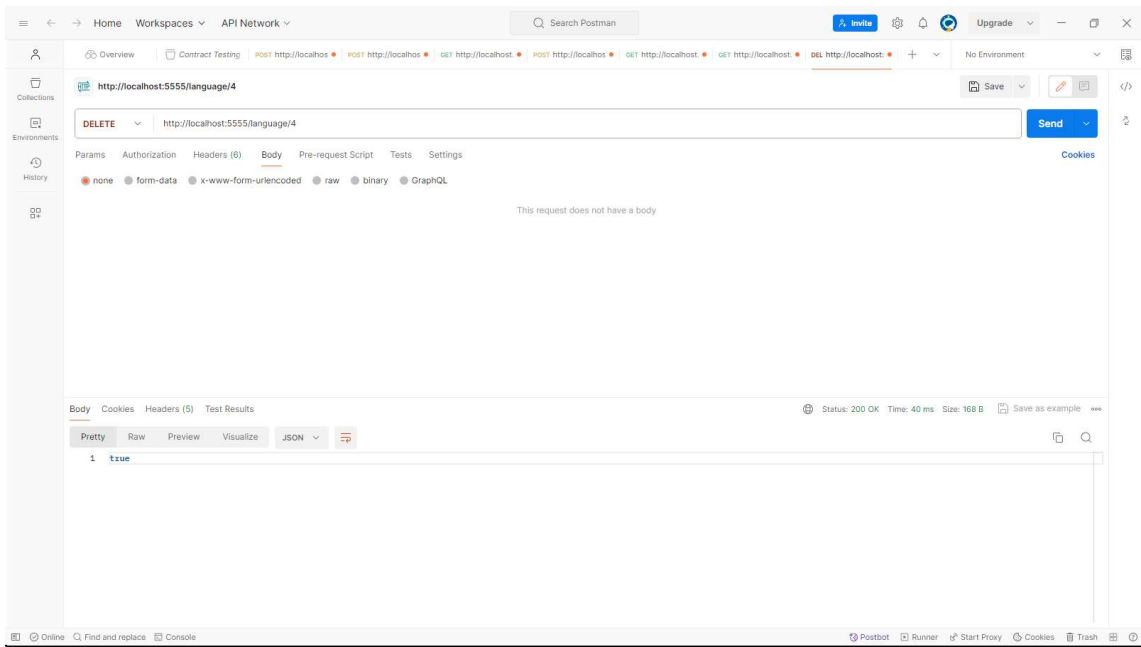 Home Workspaces API Network Search Postman Invite Upgrade
Overview Contract Testing POST http://localhos POST http://localhos GET http://localhost. POST http://localhos GET http://localhost. GET http://localhost. DEL http://localhost: No Environment
Collections
Environments
History
HTTP http://localhost:5555/language/4 Save
DELETE http://localhost:5555/language/4 Send
Params Authorization Headers (6) Body Pre-request Script Tests Settings Cookies
none form-data x-www-form-urlencoded raw binary GraphQL
This request does not have a body
Body Cookies Headers (5) Test Results Status: 200 OK Time: 40 ms Size: 168 B Save as example
Pretty Raw Preview Visualize JSON
1 true
Online Find and replace Console Postbot Runner Start Proxy Cookies Trash